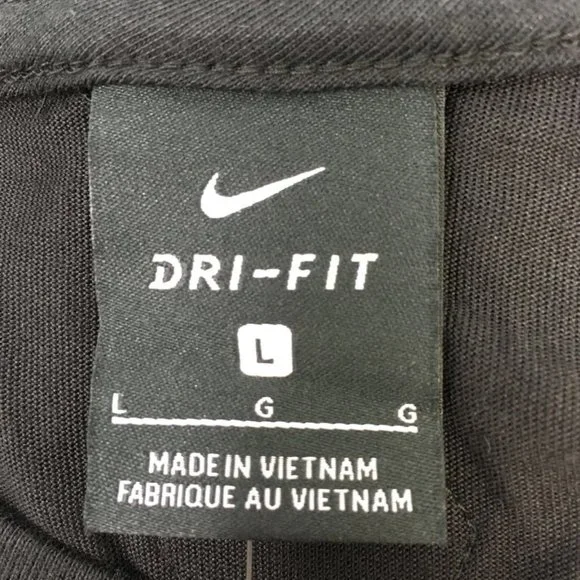 DRI-FIT
L
L G G
MADE IN VIETNAM
FABRIQUE AU VIETNAM